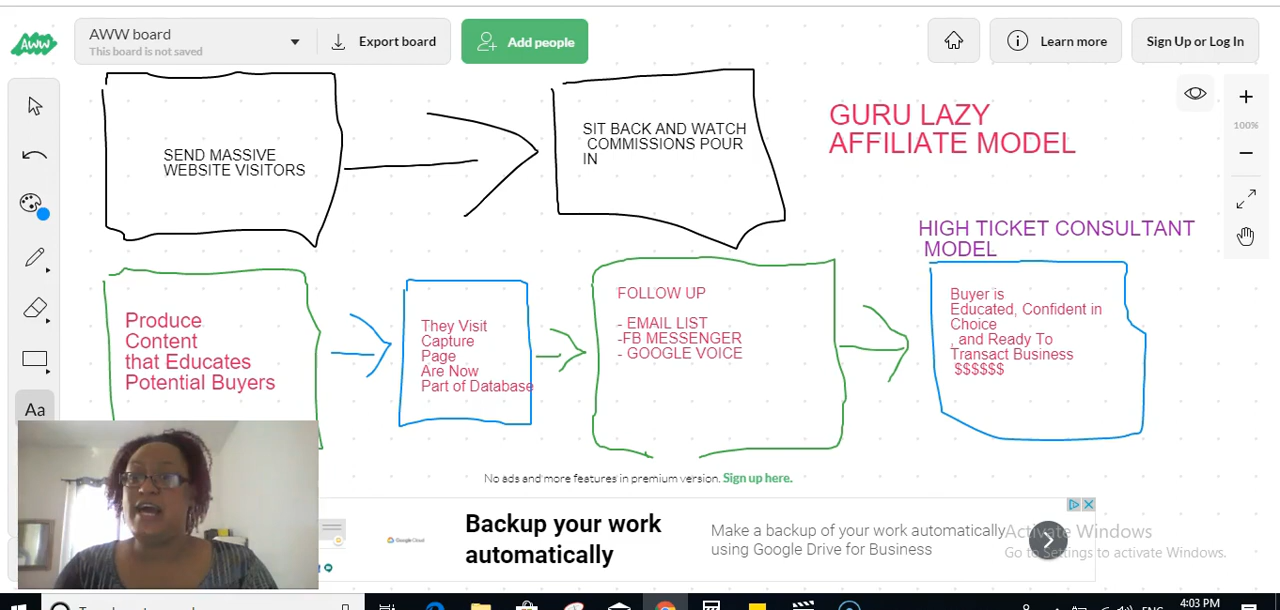 AWW
AWW board
This board is not saved
Export board
Add people
Learn more
Sign Up or Log In
100%
SEND MASSIVE
WEBSITE VISITORS
SIT BACK AND WATCH
COMMISSIONS POUR
IN
GURU LAZY
AFFILIATE MODEL
HIGH TICKET CONSULTANT
MODEL
Produce
Content
that Educates
Potential Buyers
They Visit
Capture
Page
Are Now
Part of Database
FOLLOW UP
- EMAIL LIST
-FB MESSENGER
- GOOGLE VOICE
Buyer is
Educated, Confident in
Choice
, and Ready To
Transact Business
$$$$$$
Aa
No ads and more features in premium version. Sign up here.
Backup your work
automatically
Make a backup of your work automatically
using Google Drive for Business
Google Cloud
Activate Windows
Go to Settings to activate Windows.
4:03 PM